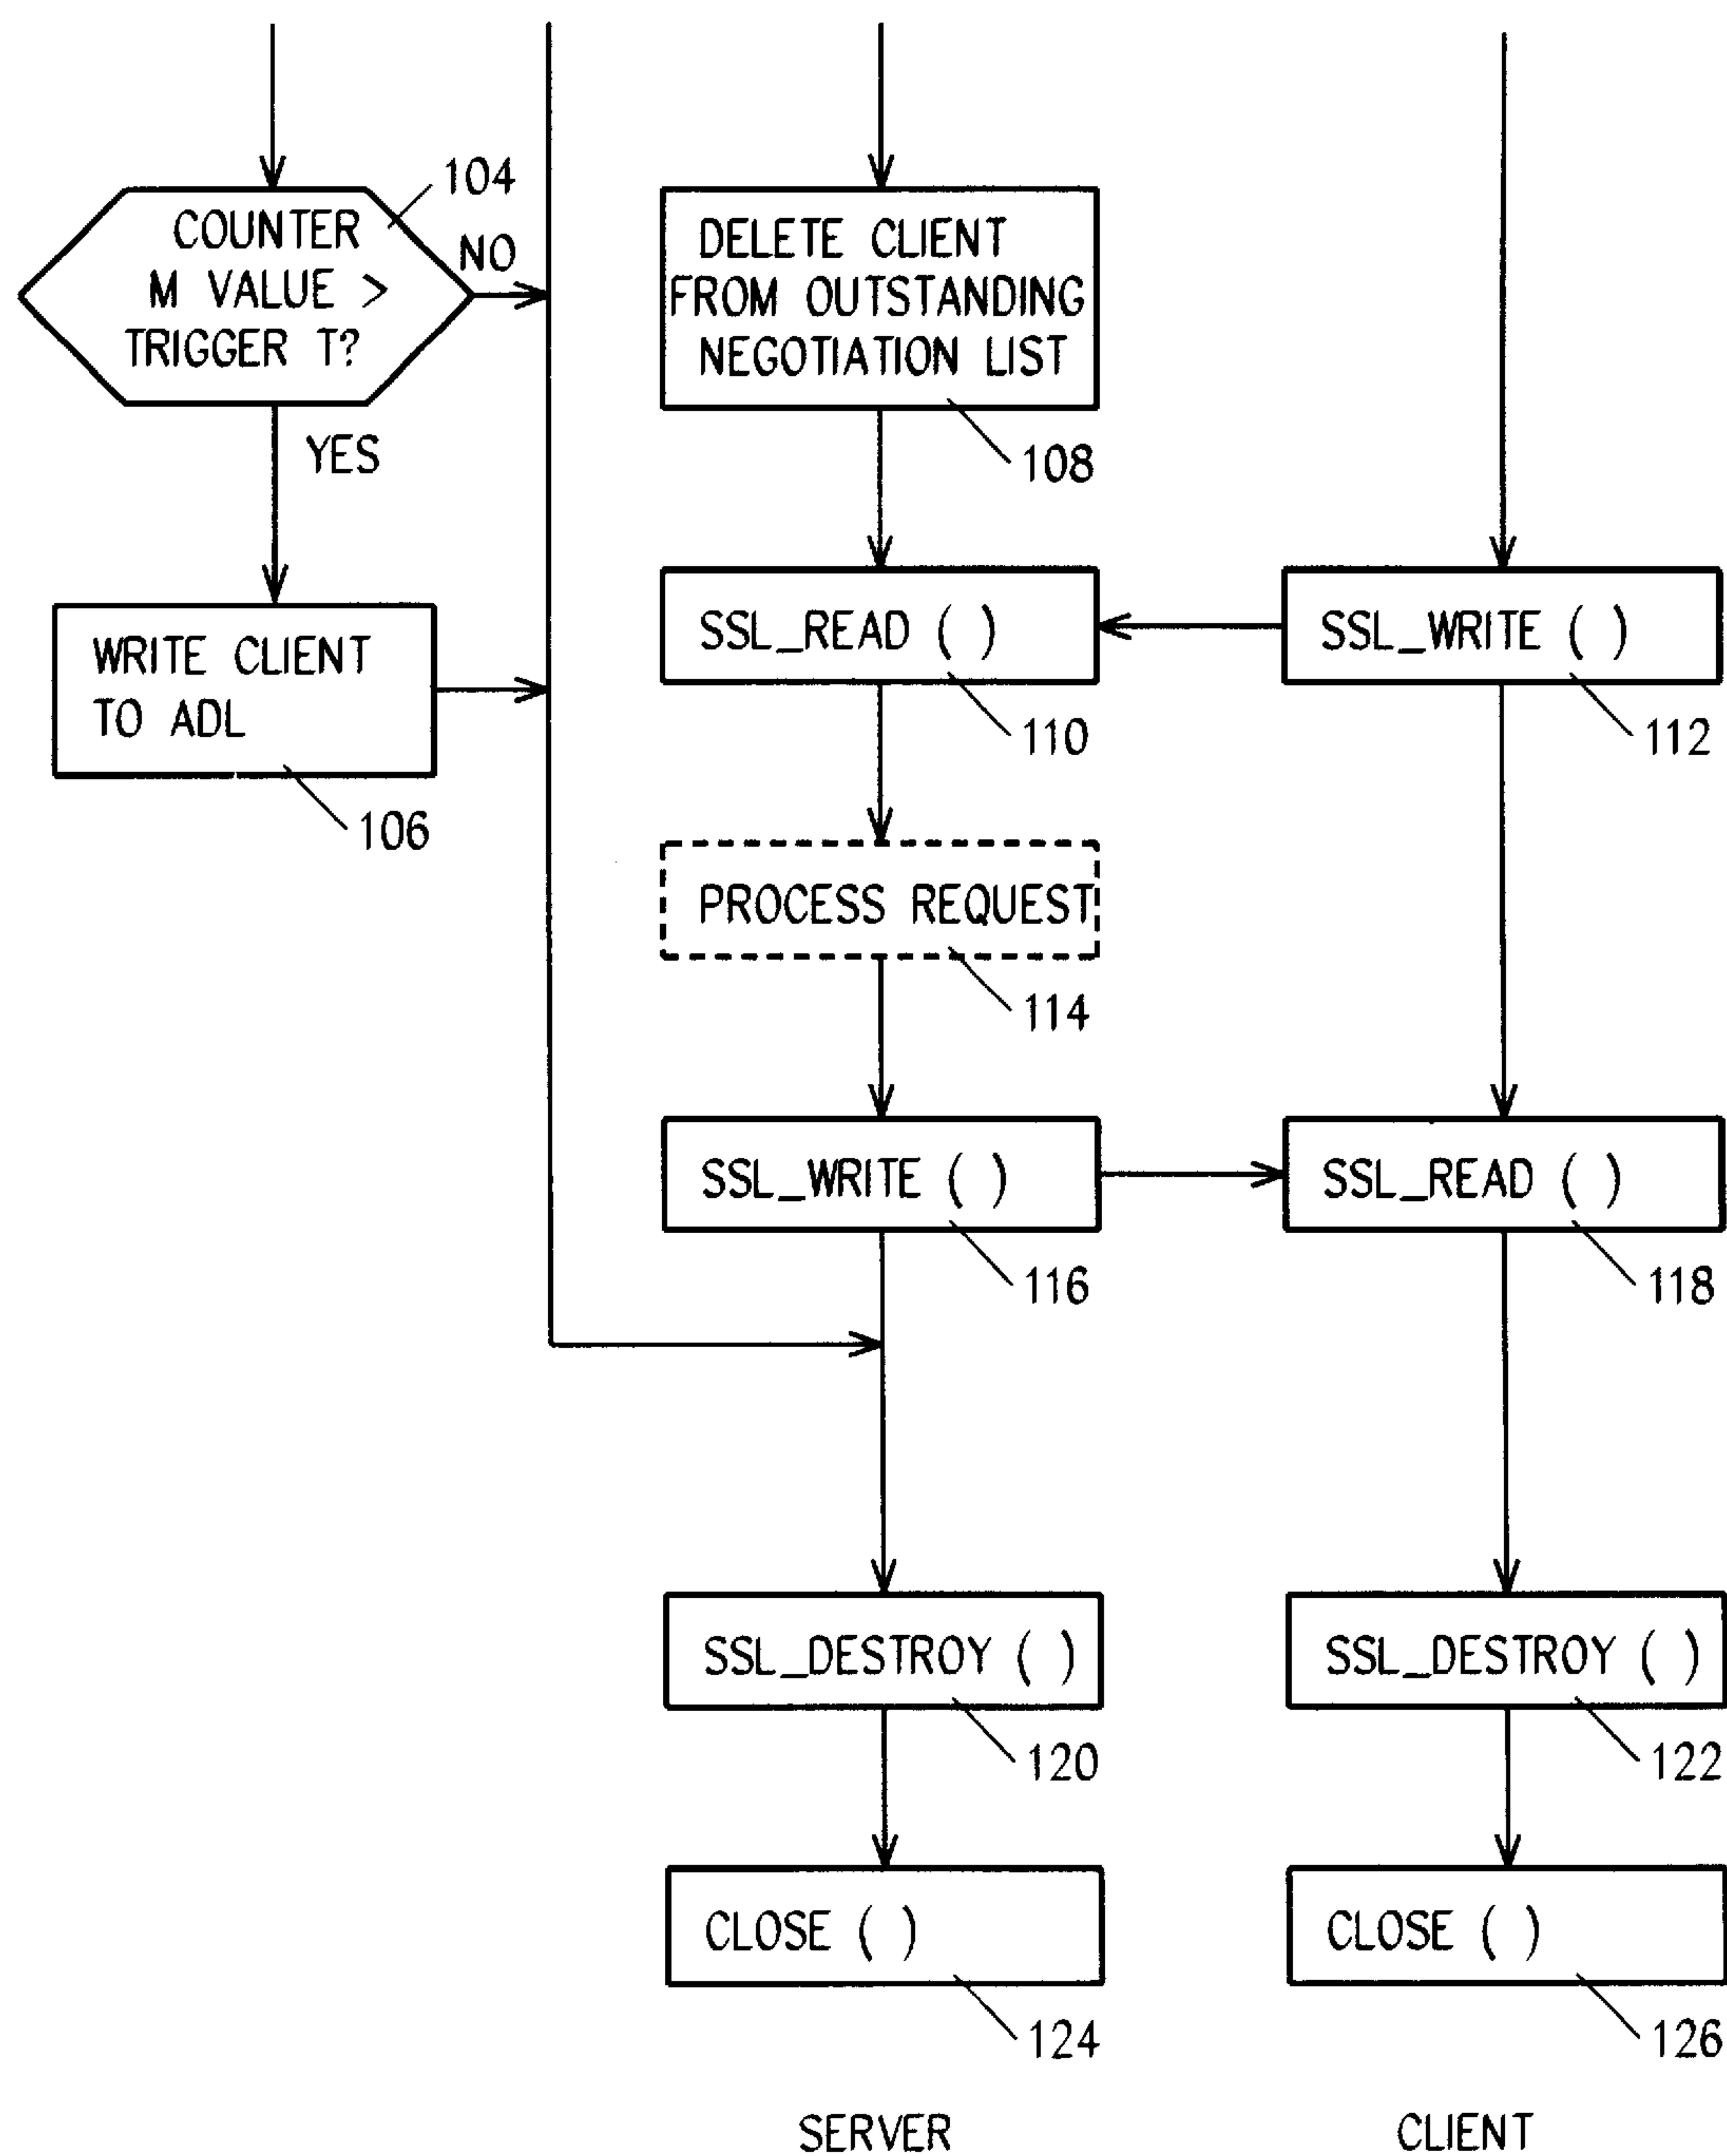 104
COUNTER
M VALUE >
TRIGGER T?
NO
YES
WRITE CLIENT
TO ADL
106
DELETE CLIENT
FROM OUTSTANDING
NEGOTIATION LIST
108
SSL_READ ( )
110
SSL_WRITE ( )
112
PROCESS REQUEST
114
SSL_WRITE ( )
116
SSL_READ ( )
118
SSL_DESTROY ( )
120
SSL_DESTROY ( )
122
CLOSE ( )
124
CLOSE ( )
126
SERVER
CLIENT